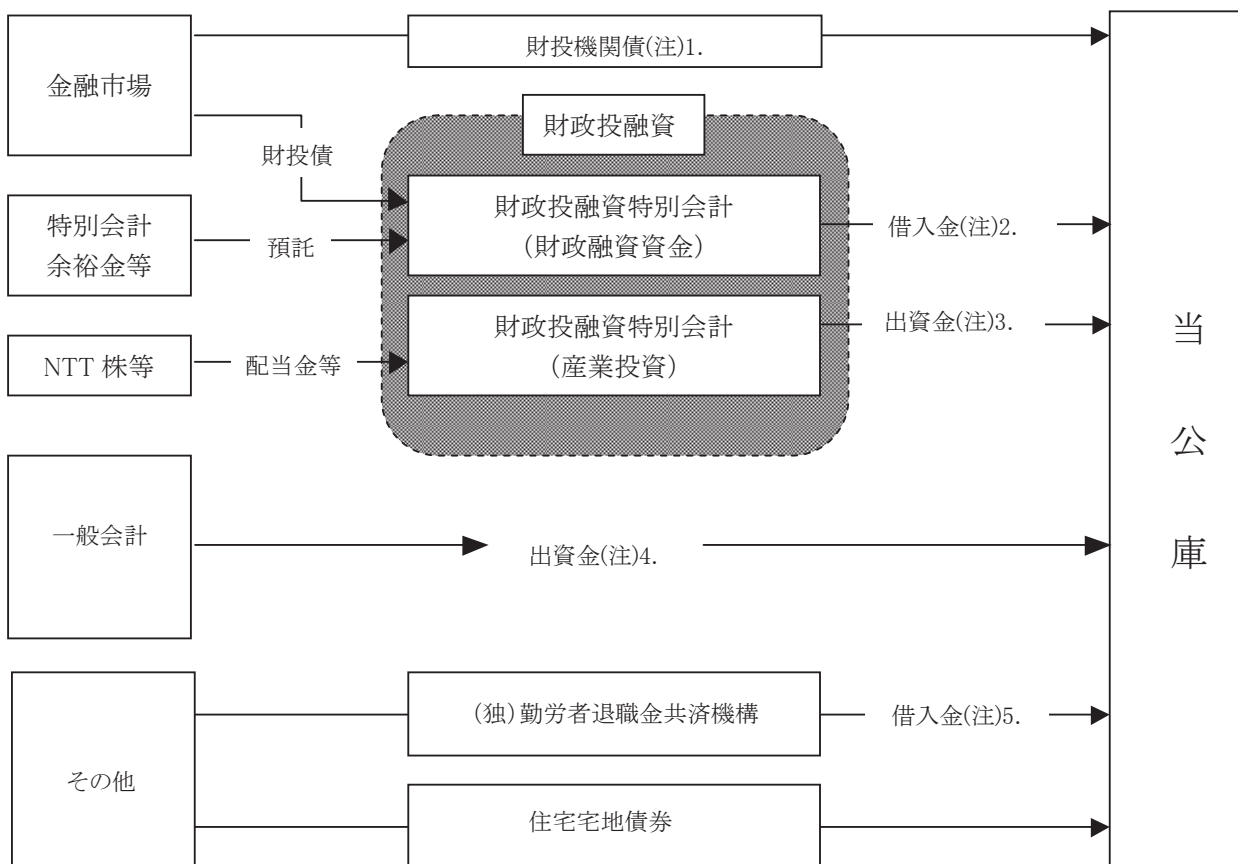 財投機関債(注)1.
金融市場
財政投融資
財投債
財政投融資特別会計
(財政融資資金)
借入金(注)2.
特別会計
余裕金等
預託
財政投融資特別会計
(産業投資)
出資金(注)3.
NTT 株等
配当金等
当公庫
一般会計
出資金(注)4.
(独)勤労者退職金共済機構
借入金(注)5.
その他
住宅宅地債券